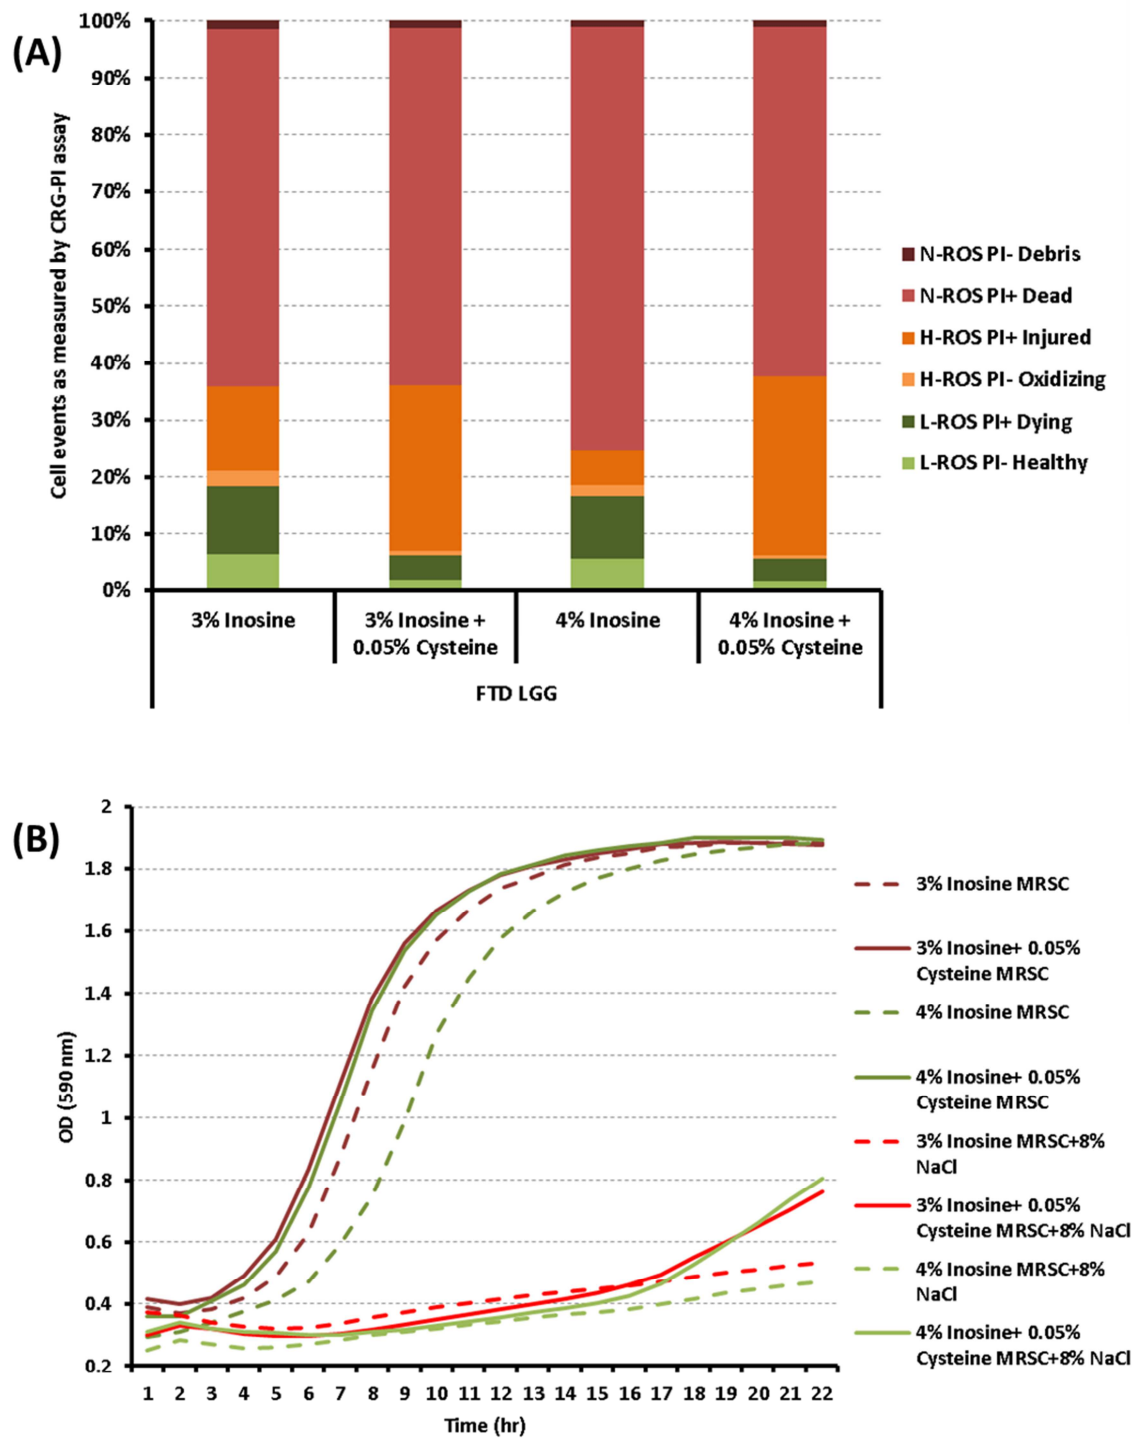 (A)
Cell events as measured by CRG-PI assay
100%
90%
80%
70%
60%
50%
40%
30%
20%
10%
0%
3% Inosine
3% Inosine +
0.05% Cysteine
4% Inosine
4% Inosine +
0.05% Cysteine
FTD LGG
N-ROS PI- Debris
N-ROS PI+ Dead
H-ROS PI+ Injured
H-ROS PI- Oxidizing
L-ROS PI+ Dying
L-ROS PI- Healthy
(B)
OD (590 nm)
2
1.8
1.6
1.4
1.2
1
0.8
0.6
0.4
0.2
1 2 3 4 5 6 7 8 9 10 11 12 13 14 15 16 17 18 19 20 21 22
Time (hr)
3% Inosine MRSC
3% Inosine+ 0.05%
Cysteine MRSC
4% Inosine MRSC
4% Inosine+ 0.05%
Cysteine MRSC
3% Inosine MRSC+8%
NaCl
3% Inosine+ 0.05%
Cysteine MRSC+8% NaCl
4% Inosine MRSC+8%
NaCl
4% Inosine+ 0.05%
Cysteine MRSC+8% NaCl